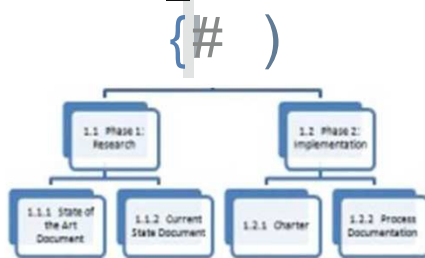 {# )
1.1 Phase 1:
Research
1.2 Phase 2:
Implementation
1.1.1 State of
the Art
Document
1.1.2 Current
State Document
1.2.1 Charter
1.2.2 Process
Documentation